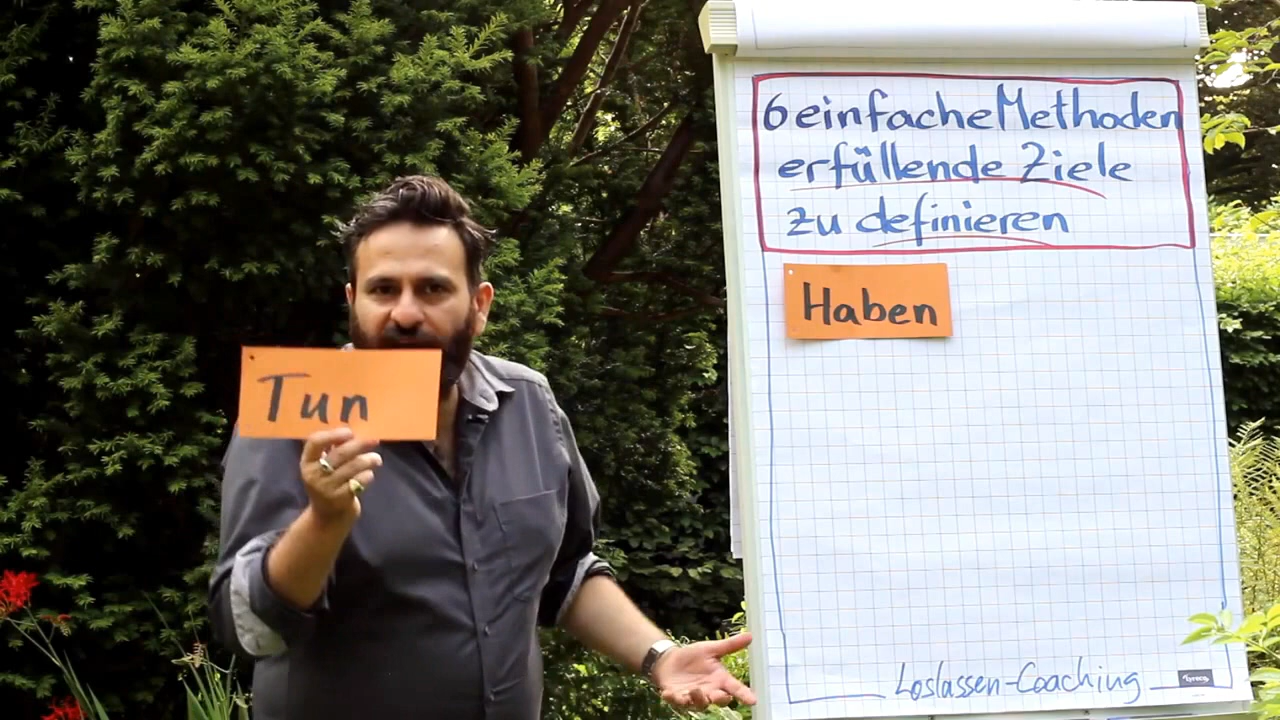 6 einfache Methoden
erfüllende Ziele
zu definieren
Haben
Tun
Loslassen-Coaching